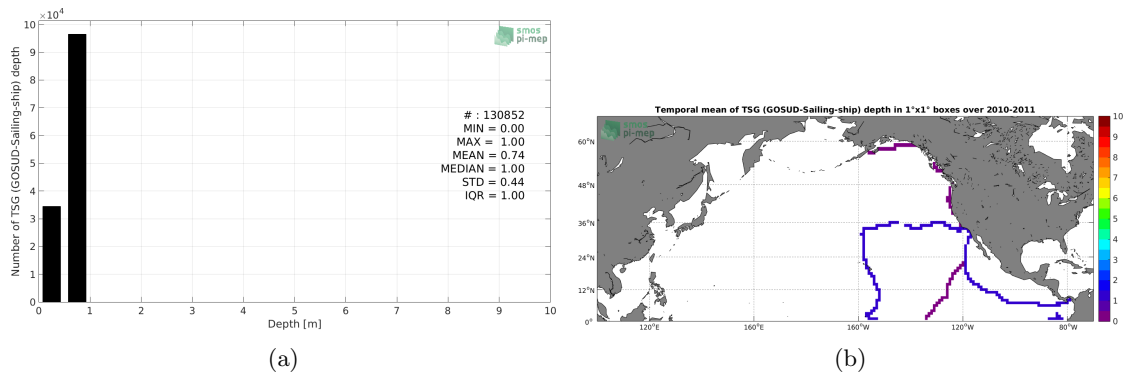 ×10⁴
10
9
8
7
6
5
4
3
2
1
0
Number of TSG (GOSUD-Sailing-ship) depth
smos
pi-mep
# : 130852
MIN = 0.00
MAX = 1.00
MEAN = 0.74
MEDIAN = 1.00
STD = 0.44
IQR = 1.00
0 1 2 3 4 5 6 7 8 9 10
Depth [m]
(a)
Temporal mean of TSG (GOSUD-Sailing-ship) depth in 1°x1° boxes over 2010-2011
smos
pi-mep
60°N
48°N
36°N
24°N
12°N
0°
120°E 160°E 160°W 120°W 80°W
10
9
8
7
6
5
4
3
2
1
0
(b)